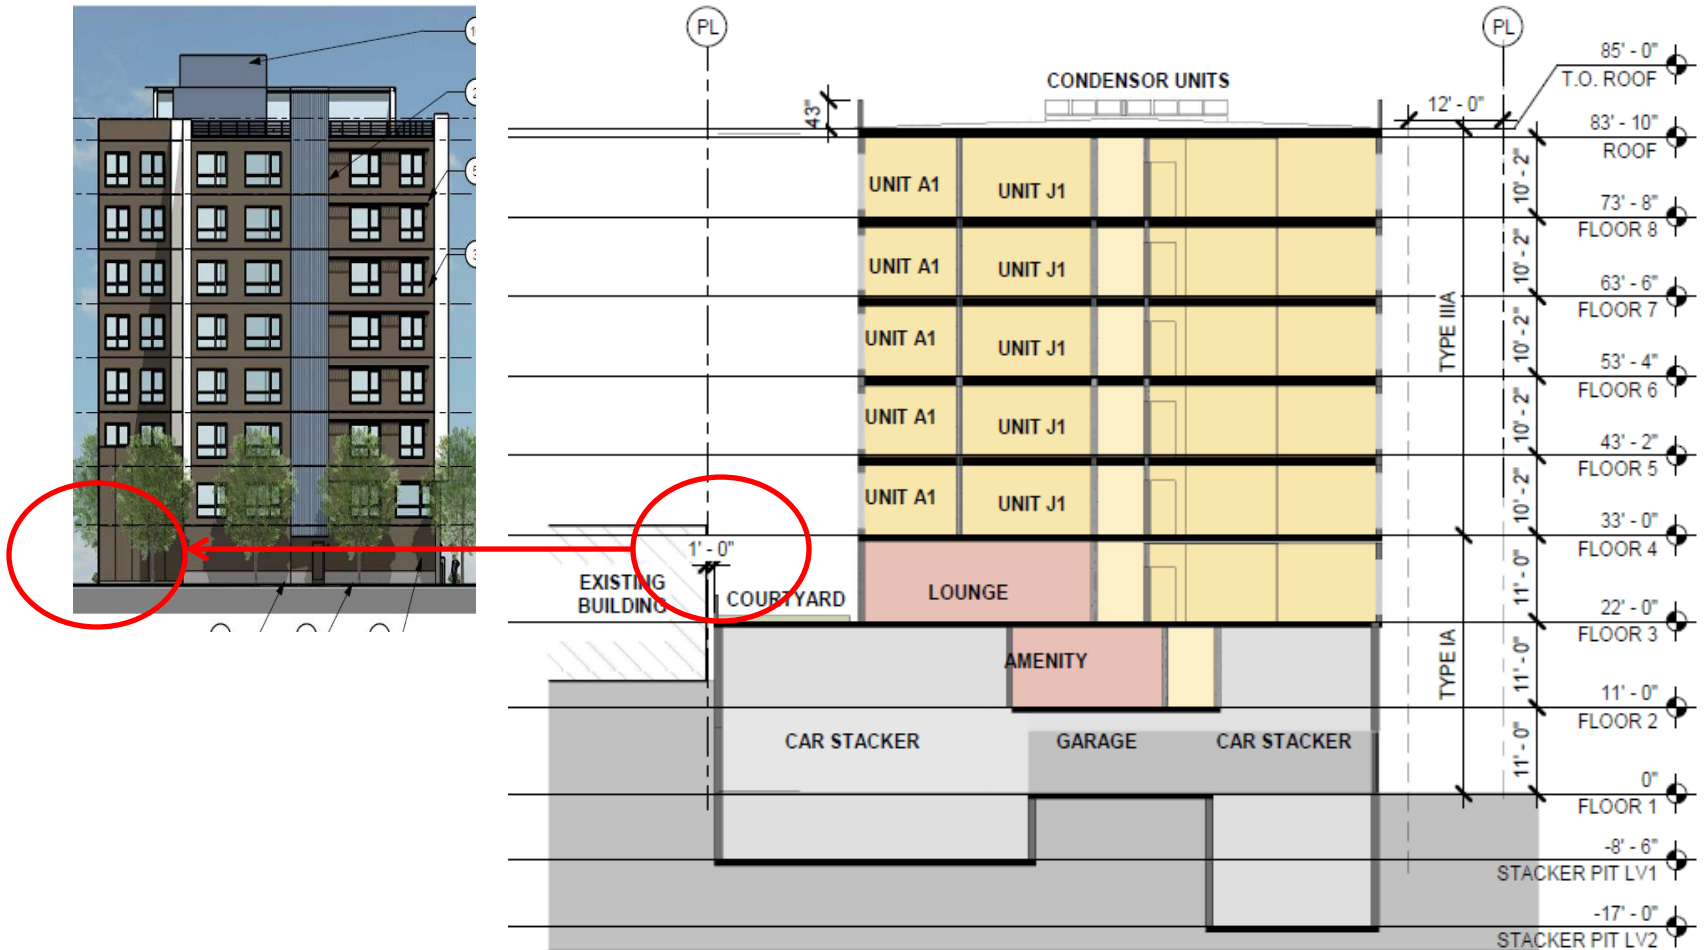 1
2
5
3
PL
PL
CONDENSOR UNITS
43"
12' - 0"
85' - 0"
T.O. ROOF
83' - 10"
ROOF
10' - 2"
UNIT A1
UNIT J1
73' - 8"
FLOOR 8
10' - 2"
UNIT A1
UNIT J1
63' - 6"
FLOOR 7
TYPE IIIA
10' - 2"
UNIT A1
UNIT J1
53' - 4"
FLOOR 6
10' - 2"
UNIT A1
UNIT J1
43' - 2"
FLOOR 5
10' - 2"
UNIT A1
UNIT J1
33' - 0"
FLOOR 4
1' - 0"
EXISTING
BUILDING
COURTYARD
LOUNGE
11' - 0"
22' - 0"
FLOOR 3
TYPE IA
AMENITY
11' - 0"
11' - 0"
FLOOR 2
CAR STACKER
GARAGE
CAR STACKER
11' - 0"
0"
FLOOR 1
-8' - 6"
STACKER PIT LV1
-17' - 0"
STACKER PIT LV2